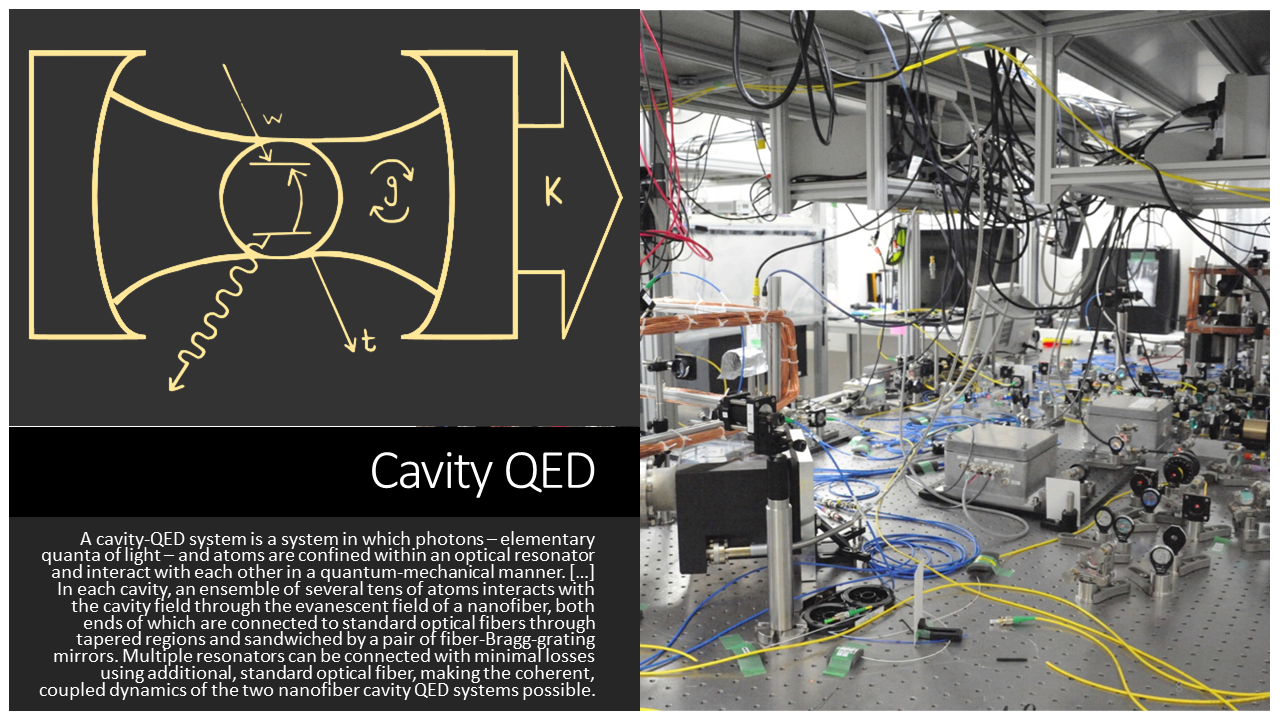 w
g
K
t
Cavity QED
A cavity-QED system is a system in which photons – elementary
quanta of light – and atoms are confined within an optical resonator
and interact with each other in a quantum-mechanical manner. [...]
In each cavity, an ensemble of several tens of atoms interacts with
the cavity field through the evanescent field of a nanofiber, both
ends of which are connected to standard optical fibers through
tapered regions and sandwiched by a pair of fiber-Bragg-grating
mirrors. Multiple resonators can be connected with minimal losses
using additional, standard optical fiber, making the coherent,
coupled dynamics of the two nanofiber cavity QED systems possible.